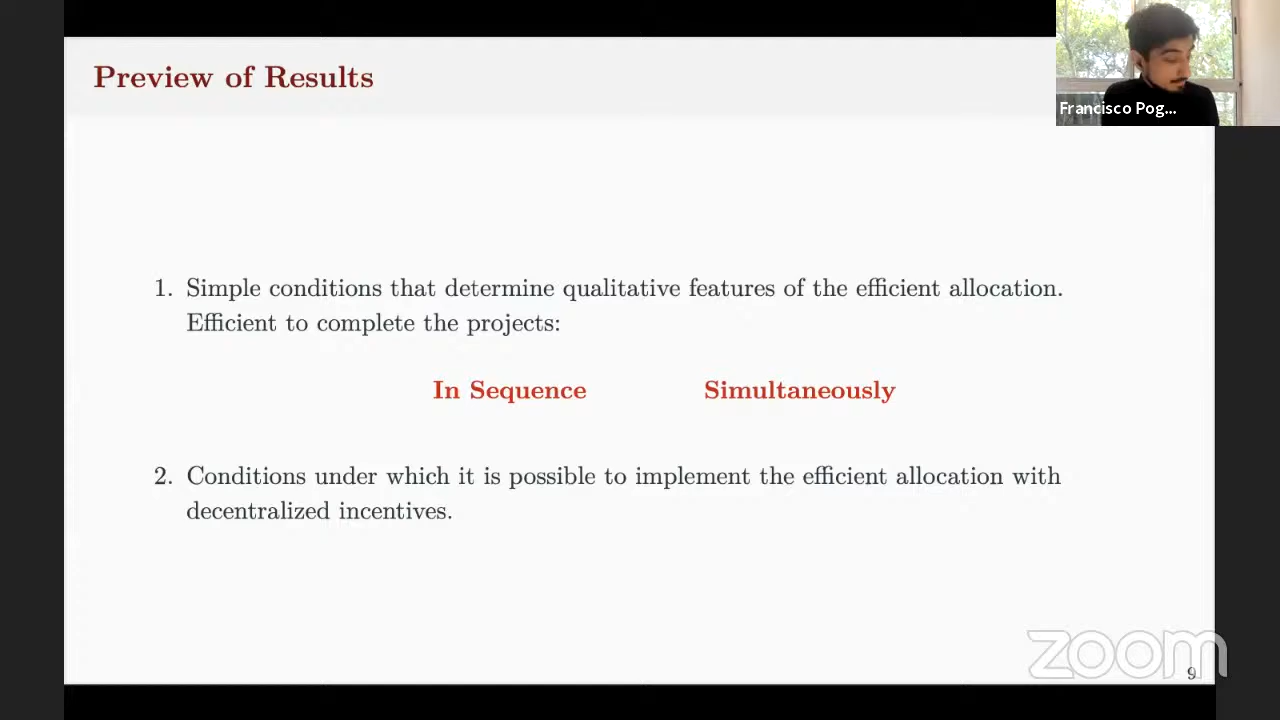 Preview of Results
Francisco Pog...
1. Simple conditions that determine qualitative features of the efficient allocation.
Efficient to complete the projects:
In Sequence Simultaneously
2. Conditions under which it is possible to implement the efficient allocation with
decentralized incentives.
zoom
9